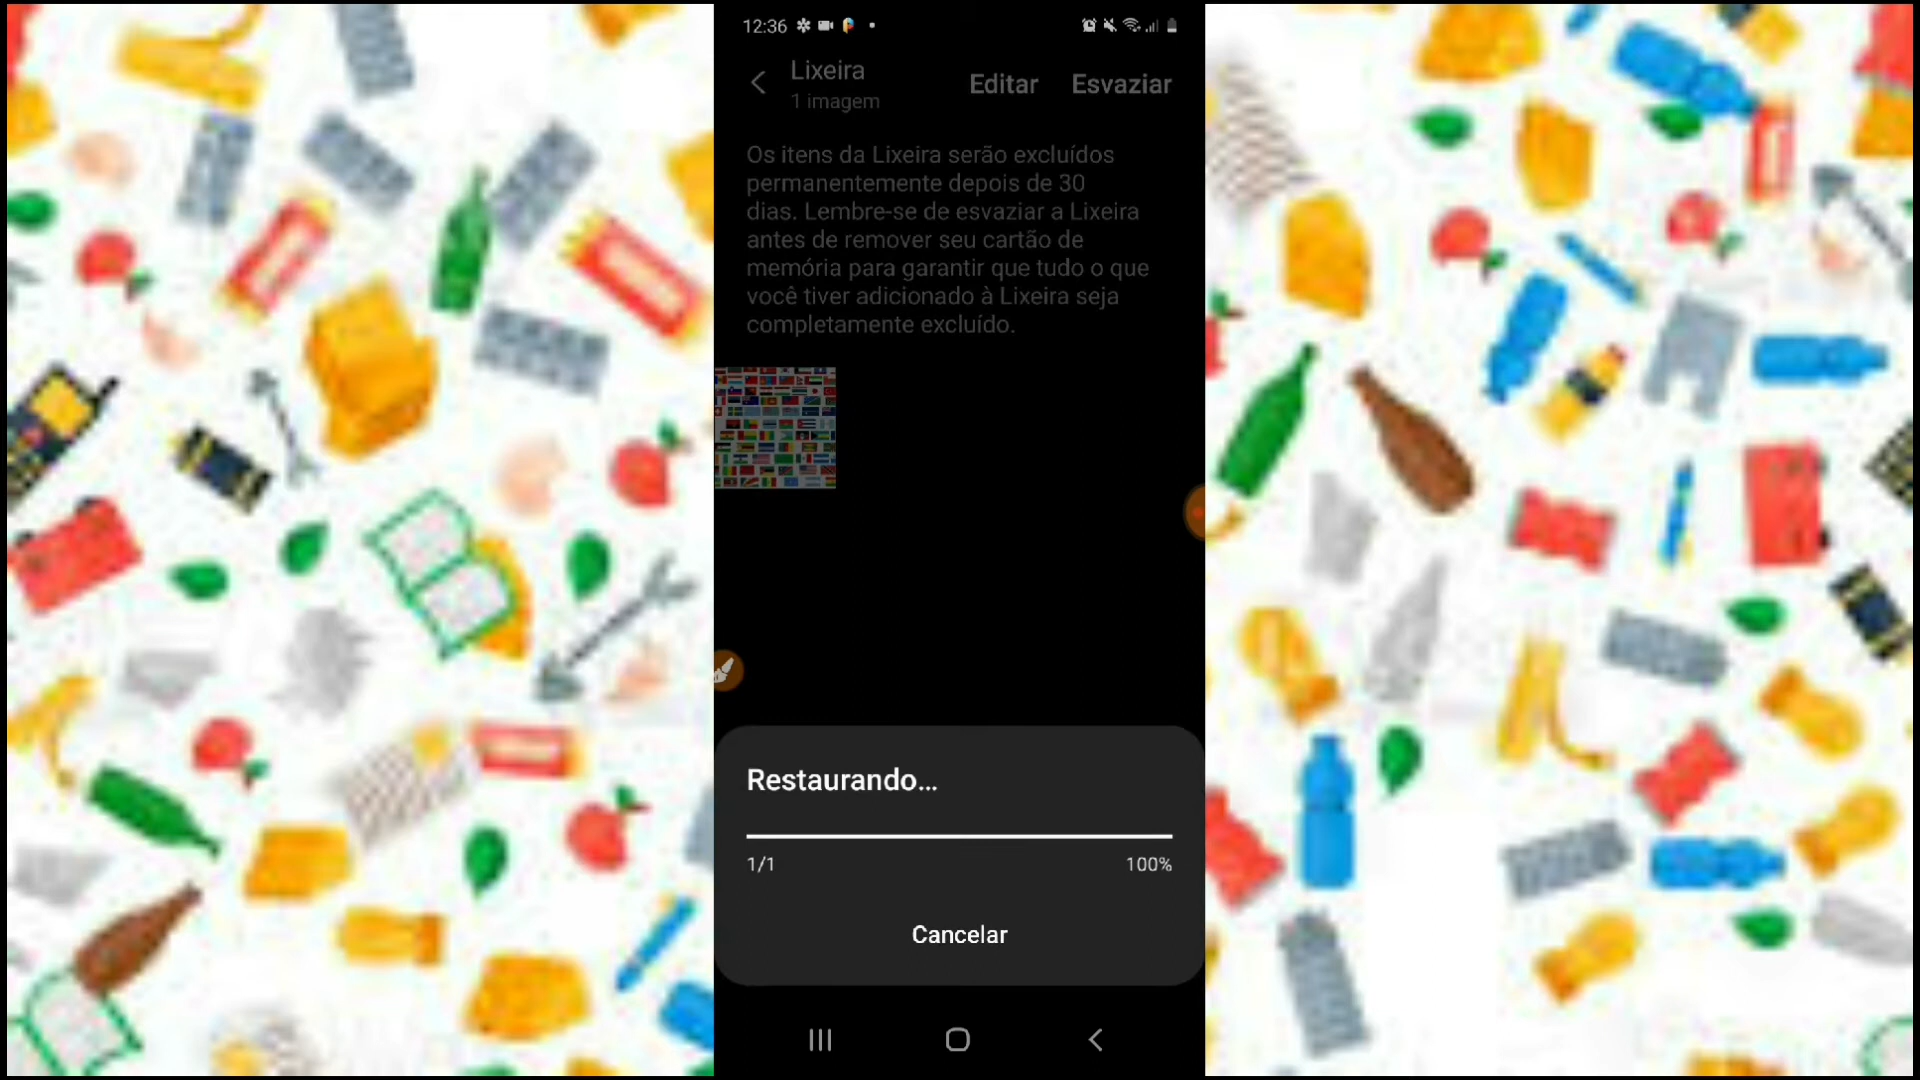 12:36
Lixeira
1 imagem
Editar
Esvaziar
Os itens da Lixeira serão excluídos
permanentemente depois de 30
dias. Lembre-se de esvaziar a Lixeira
antes de remover seu cartão de
memória para garantir que tudo o que
você tiver adicionado à Lixeira seja
completamente excluído.
Restaurando...
1/1
100%
Cancelar